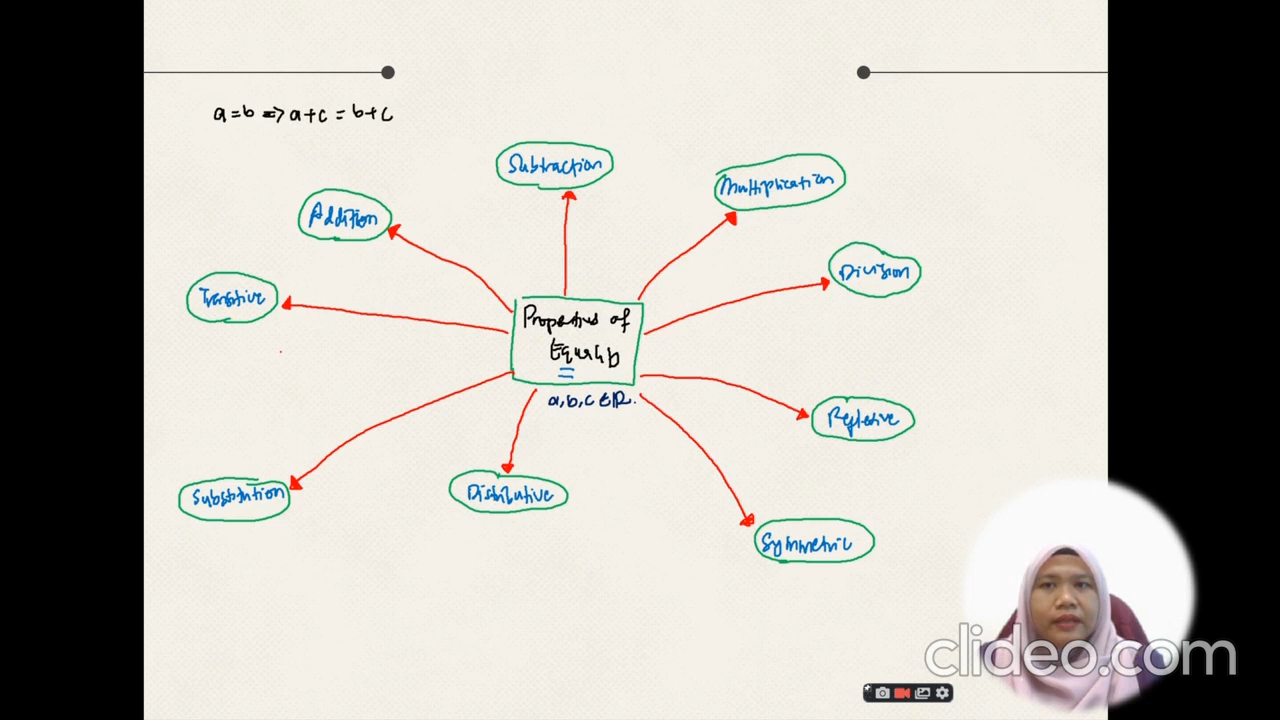 a = b => a + c = b + c
Subtraction
Multiplication
Addition
Division
Transitive
Properties of
Equality
=
a, b, c ∈ ℝ.
Reflexive
Substitution
Distributive
Symmetric
clideo.com